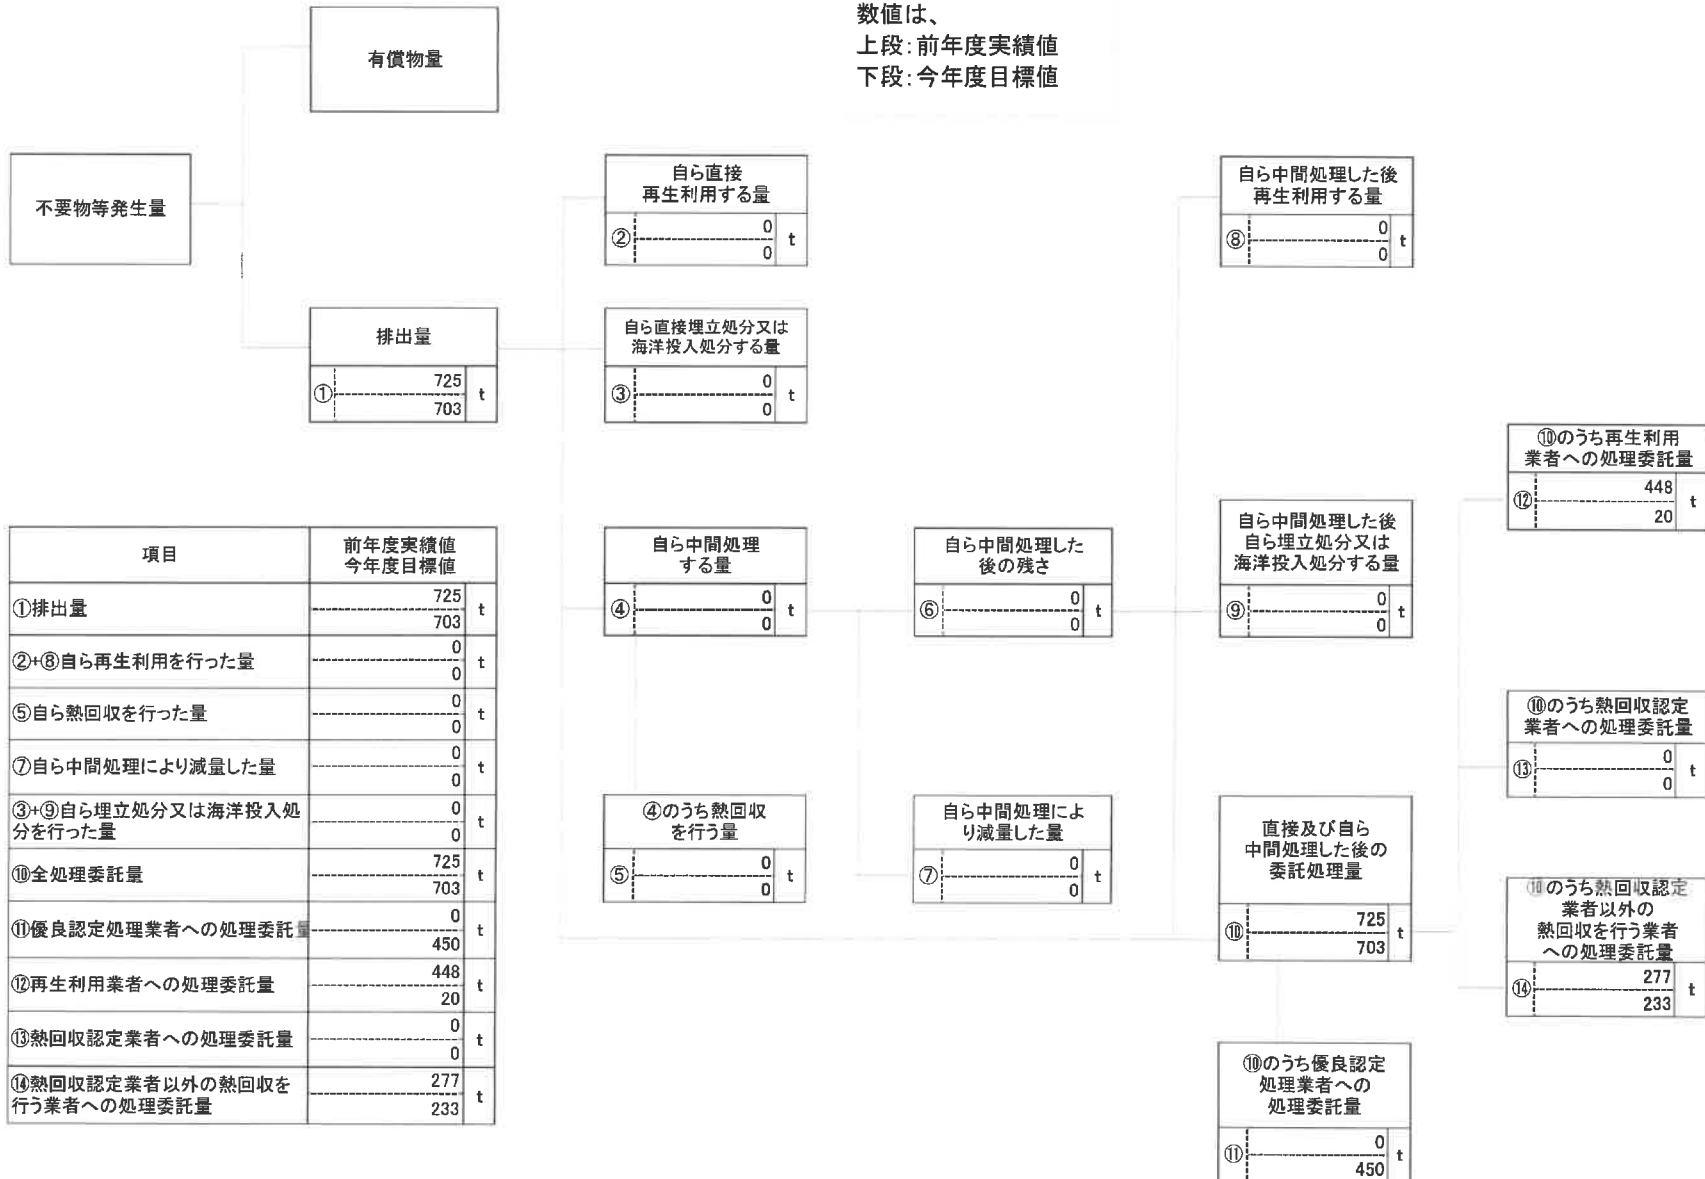 数値は、
上段:前年度実績値
下段:今年度目標値
有償物量
不要物等発生量
排出量
① 725 t
703
自ら直接
再生利用する量
② 0 t
0
自ら直接埋立処分又は
海洋投入処分する量
③ 0 t
0
自ら中間処理した後
再生利用する量
⑧ 0 t
0
⑩のうち再生利用
業者への処理委託量
⑫ 448 t
20
自ら中間処理
する量
④ 0 t
0
自ら中間処理した
後の残さ
⑥ 0 t
0
自ら中間処理した後
自ら埋立処分又は
海洋投入処分する量
⑨ 0 t
0
⑩のうち熱回収認定
業者への処理委託量
⑬ 0 t
0
④のうち熱回収
を行う量
⑤ 0 t
0
自ら中間処理によ
り減量した量
⑦ 0 t
0
直接及び自ら
中間処理した後の
委託処理量
⑩ 725 t
703
⑩のうち熱回収認定
業者以外の
熱回収を行う業者
への処理委託量
⑭ 277 t
233
⑩のうち優良認定
処理業者への
処理委託量
⑪ 0 t
450
項目 前年度実績値
今年度目標値
①排出量 725 t
703
②+⑧自ら再生利用を行った量 0 t
0
⑤自ら熱回収を行った量 0 t
0
⑦自ら中間処理により減量した量 0 t
0
③+⑨自ら埋立処分又は海洋投入処
分を行った量 0 t
0
⑩全処理委託量 725 t
703
⑪優良認定処理業者への処理委託量 0 t
450
⑫再生利用業者への処理委託量 448 t
20
⑬熱回収認定業者への処理委託量 0 t
0
⑭熱回収認定業者以外の熱回収を
行う業者への処理委託量 277 t
233